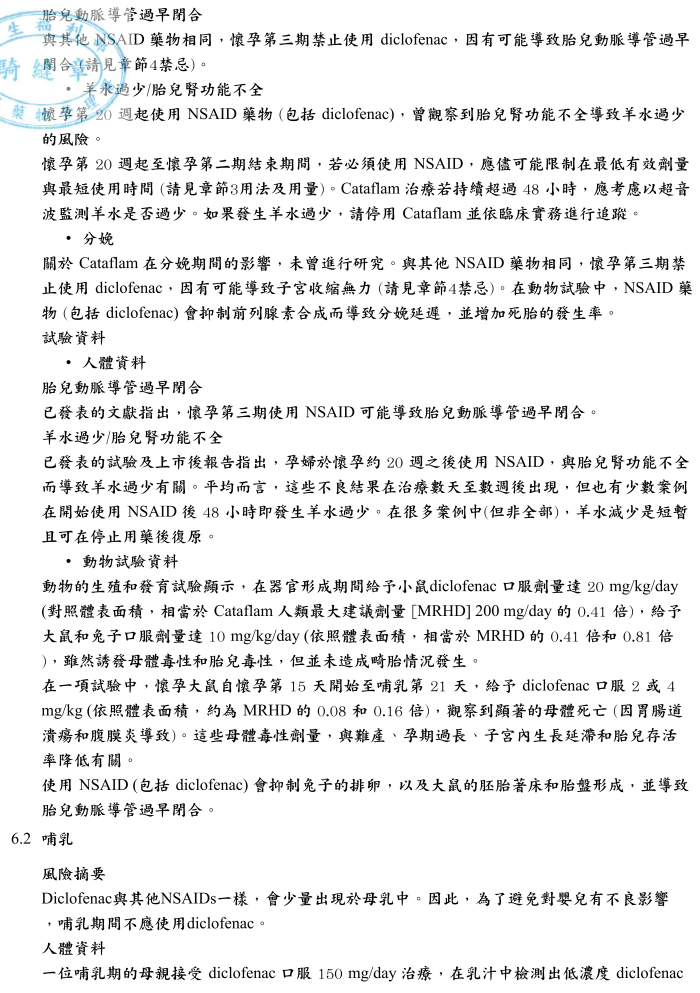 胎兒動脈導管過早閉合
與其他 NSAID 藥物相同，懷孕第三期禁止使用 diclofenac，因有可能導致胎兒動脈導管過早
閉合 (請見章節4禁忌)。
• 羊水過少/胎兒腎功能不全
懷孕第 20 週起使用 NSAID 藥物 (包括 diclofenac)，曾觀察到胎兒腎功能不全導致羊水過少
的風險。
懷孕第 20 週起至懷孕第二期結束期間，若必須使用 NSAID，應儘可能限制在最低有效劑量
與最短使用時間 (請見章節3用法及用量)。Cataflam 治療若持續超過 48 小時，應考慮以超音
波監測羊水是否過少。如果發生羊水過少，請停用 Cataflam 並依臨床實務進行追蹤。
• 分娩
關於 Cataflam 在分娩期間的影響，未曾進行研究。與其他 NSAID 藥物相同，懷孕第三期禁
止使用 diclofenac，因有可能導致子宮收縮無力 (請見章節4禁忌)。在動物試驗中，NSAID 藥
物 (包括 diclofenac) 會抑制前列腺素合成而導致分娩延遲，並增加死胎的發生率。
試驗資料
• 人體資料
胎兒動脈導管過早閉合
已發表的文獻指出，懷孕第三期使用 NSAID 可能導致胎兒動脈導管過早閉合。
羊水過少/胎兒腎功能不全
已發表的試驗及上市後報告指出，孕婦於懷孕約 20 週之後使用 NSAID，與胎兒腎功能不全
而導致羊水過少有關。平均而言，這些不良結果在治療數天至數週後出現，但也有少數案例
在開始使用 NSAID 後 48 小時即發生羊水過少。在很多案例中(但非全部)，羊水減少是短暫
且可在停止用藥後復原。
• 動物試驗資料
動物的生殖和發育試驗顯示，在器官形成期間給予小鼠diclofenac 口服劑量達 20 mg/kg/day
(對照體表面積，相當於 Cataflam 人類最大建議劑量 [MRHD] 200 mg/day 的 0.41 倍)，給予
大鼠和兔子口服劑量達 10 mg/kg/day (依照體表面積，相當於 MRHD 的 0.41 倍和 0.81 倍
)，雖然誘發母體毒性和胎兒毒性，但並未造成畸胎情況發生。
在一項試驗中，懷孕大鼠自懷孕第 15 天開始至哺乳第 21 天，給予 diclofenac 口服 2 或 4
mg/kg (依照體表面積，約為 MRHD 的 0.08 和 0.16 倍)，觀察到顯著的母體死亡 (因胃腸道
潰瘍和腹膜炎導致)。這些母體毒性劑量，與難產、孕期過長、子宮內生長延滯和胎兒存活
率降低有關。
使用 NSAID (包括 diclofenac) 會抑制兔子的排卵，以及大鼠的胚胎著床和胎盤形成，並導致
胎兒動脈導管過早閉合。
6.2 哺乳
風險摘要
Diclofenac與其他NSAIDs一樣，會少量出現於母乳中。因此，為了避免對嬰兒有不良影響
，哺乳期間不應使用diclofenac。
人體資料
一位哺乳期的母親接受 diclofenac 口服 150 mg/day 治療，在乳汁中檢測出低濃度 diclofenac
生福利
騎縫章